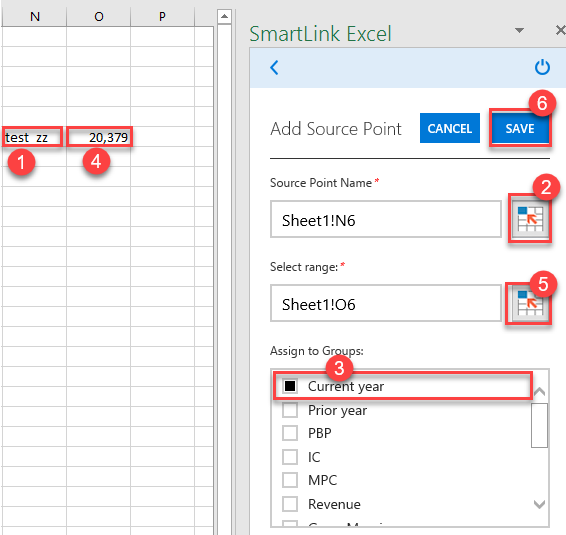 N O P
SmartLink Excel
6
Add Source Point CANCEL SAVE
test zz 20,379
1 4
Source Point Name *
2
Sheet1!N6
Select range: *
5
Sheet1!O6
Assign to Groups:
3
Current year
Prior year
PBP
IC
MPC
Revenue